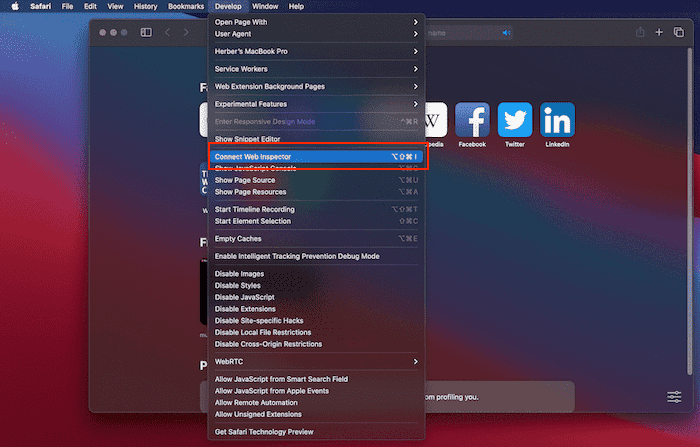 Safari File Edit View History Bookmarks Develop Window Help
Open Page With
User Agent
Herber's MacBook Pro
Service Workers
Web Extension Background Pages
Experimental Features
Enter Responsive Design Mode ^⌘R
Show Snippet Editor
Connect Web Inspector ⌥⇧⌘I
Show JavaScript Console ⌥⌘C
Show Page Source ⌥⌘U
Show Page Resources ⌥⌘A
Start Timeline Recording ⌥⇧⌘T
Start Element Selection ⇧⌘C
Empty Caches ⌥⌘E
Enable Intelligent Tracking Prevention Debug Mode
Disable Images
Disable Styles
Disable JavaScript
Disable Extensions
Disable Site-specific Hacks
Disable Local File Restrictions
Disable Cross-Origin Restrictions
WebRTC
Allow JavaScript from Smart Search Field
Allow JavaScript from Apple Events
Allow Remote Automation
Allow Unsigned Extensions
Get Safari Technology Preview
name
W
pedia
Facebook
Twitter
in
LinkedIn
om profiling you.